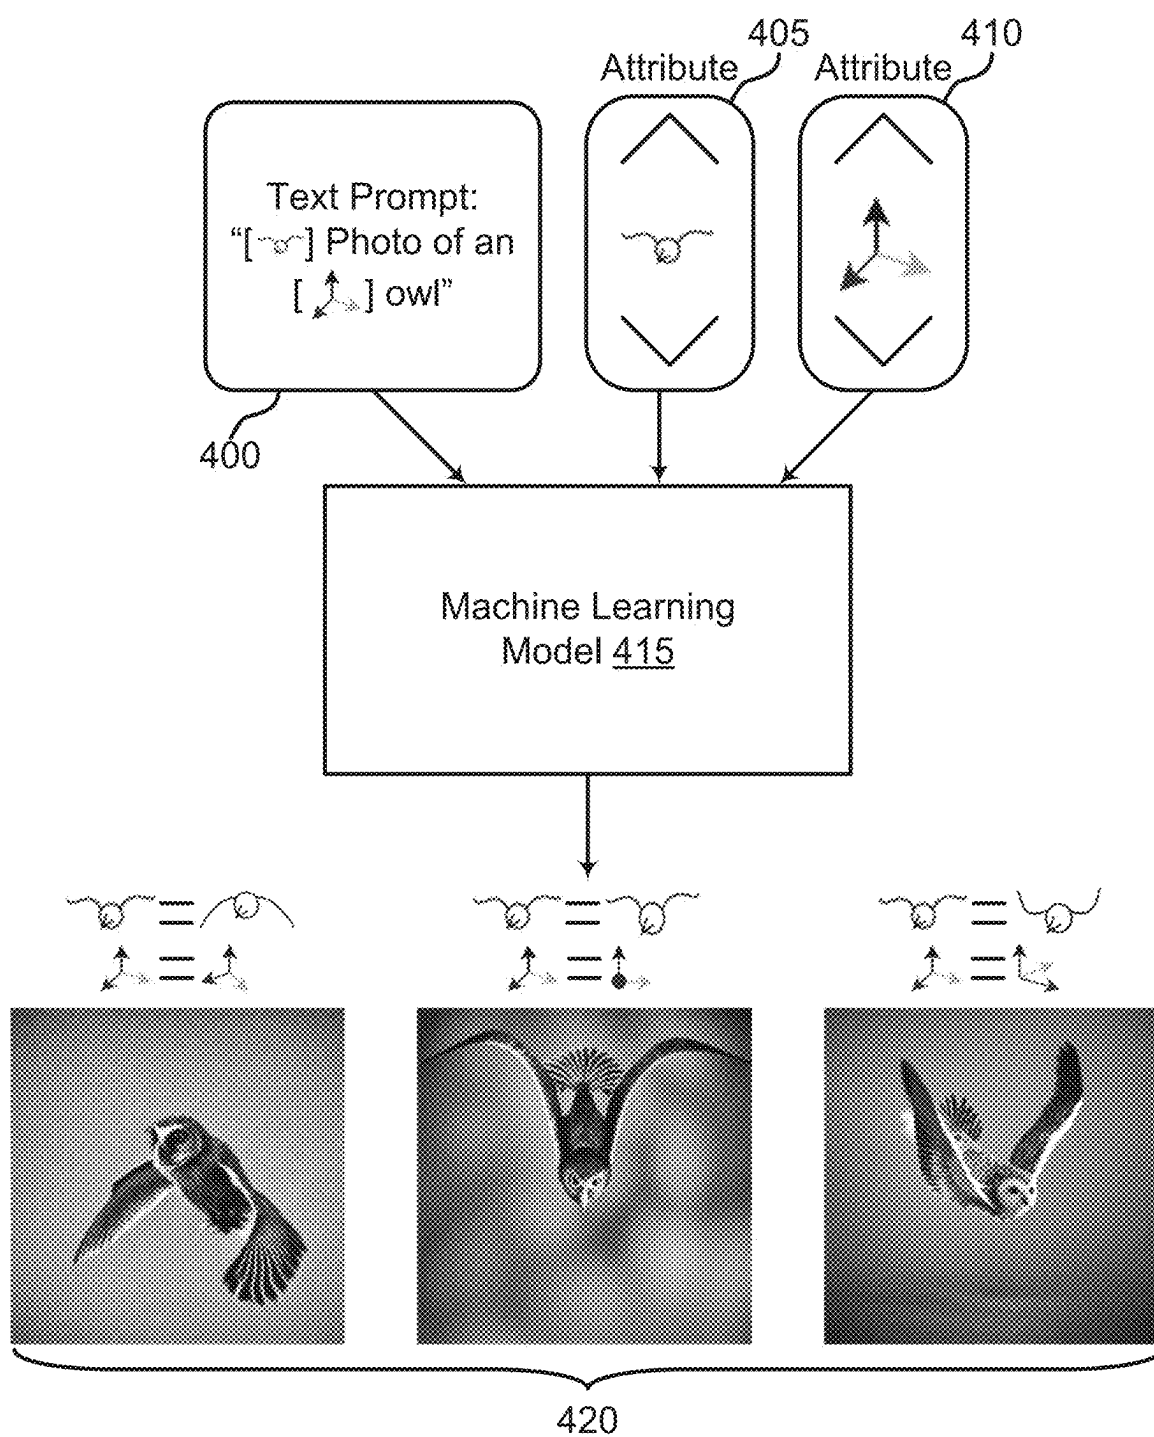 405
410
Attribute
Attribute
Text Prompt:
“[ ] Photo of an
[ ] owl”
400
Machine Learning
Model 415
420